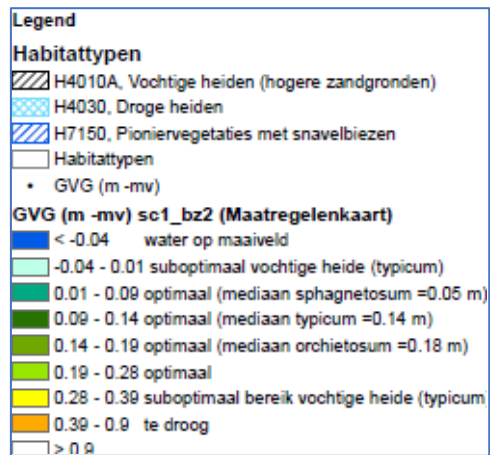 Legend
Habitattypen
H4010A, Vochtige heiden (hogere zandgronden)
H4030, Droge heiden
H7150, Pioniervegetaties met snavelbiezen
Habitattypen
GVG (m -mv)
GVG (m -mv) sc1_bz2 (Maatregelenkaart)
< -0.04 water op maaiveld
-0.04 - 0.01 suboptimaal vochtige heide (typicum)
0.01 - 0.09 optimaal (mediaan sphagnetosum =0.05 m)
0.09 - 0.14 optimaal (mediaan typicum =0.14 m)
0.14 - 0.19 optimaal (mediaan orchietosum =0.18 m)
0.19 - 0.28 optimaal
0.28 - 0.39 suboptimaal bereik vochtige heide (typicum
0.39 - 0.9 te droog
> 0.9